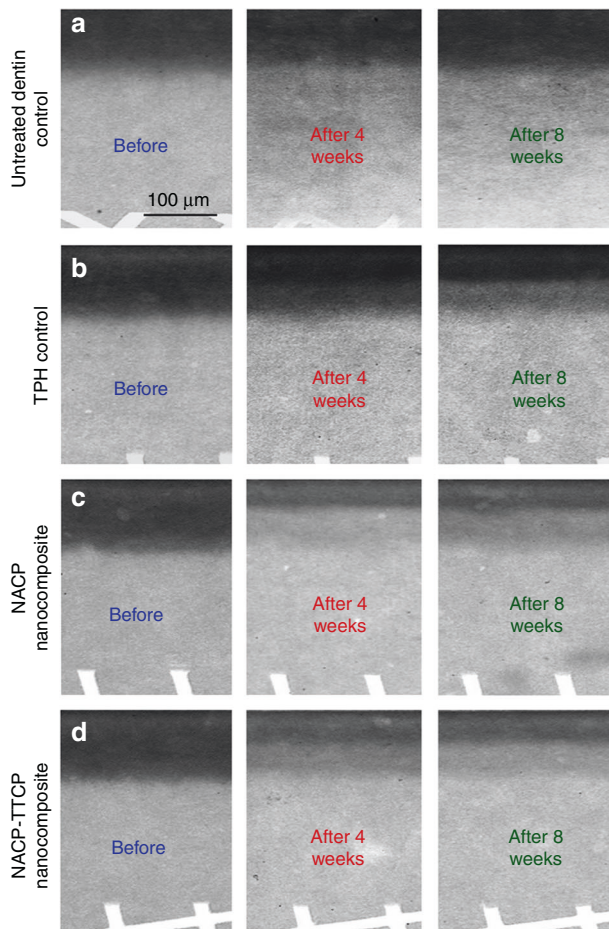 a
Untreated dentin
control
Before
100 μm
After 4
weeks
After 8
weeks
b
TPH control
Before
After 4
weeks
After 8
weeks
c
NACP
nanocomposite
Before
After 4
weeks
After 8
weeks
d
NACP-TTCP
nanocomposite
Before
After 4
weeks
After 8
weeks